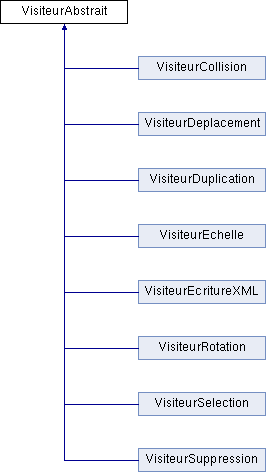 VisiteurAbstrait
VisiteurCollision
VisiteurDeplacement
VisiteurDuplication
VisiteurEchelle
VisiteurEcritureXML
VisiteurRotation
VisiteurSelection
VisiteurSuppression